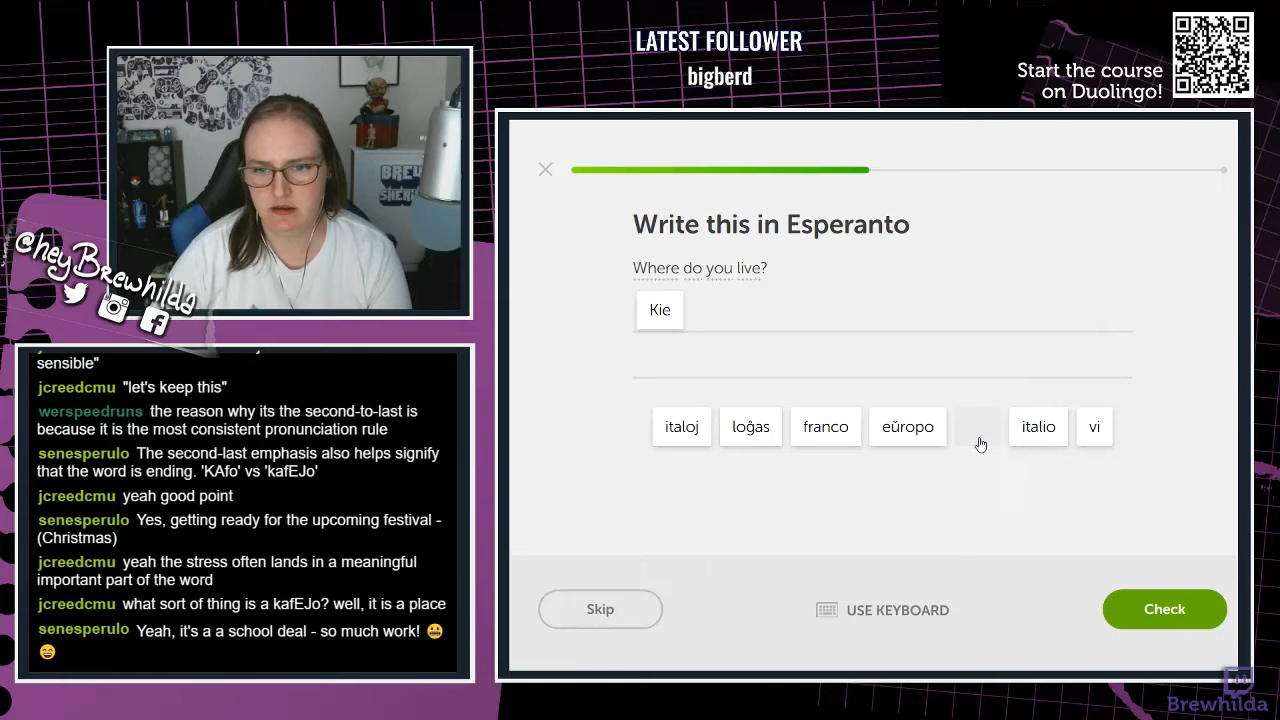 LATEST FOLLOWER
bigberd
Start the course
on Duolingo!
BREW
SHERI
@heyBrewhilda
sensible"
jcreedcmu "let's keep this"
werspeedruns the reason why its the second-to-last is
because it is the most consistent pronunciation rule
senesperulo The second-last emphasis also helps signify
that the word is ending. 'KAfo' vs 'kafEJo'
jcreedcmu yeah good point
senesperulo Yes, getting ready for the upcoming festival -
(Christmas)
jcreedcmu yeah the stress often lands in a meaningful
important part of the word
jcreedcmu what sort of thing is a kafEJo? well, it is a place
senesperulo Yeah, it's a a school deal - so much work! 😬
😄
Write this in Esperanto
Where do you live?
Kie
italoj loĝas franco eŭropo italio vi
Skip
USE KEYBOARD
Check
Brewhilda